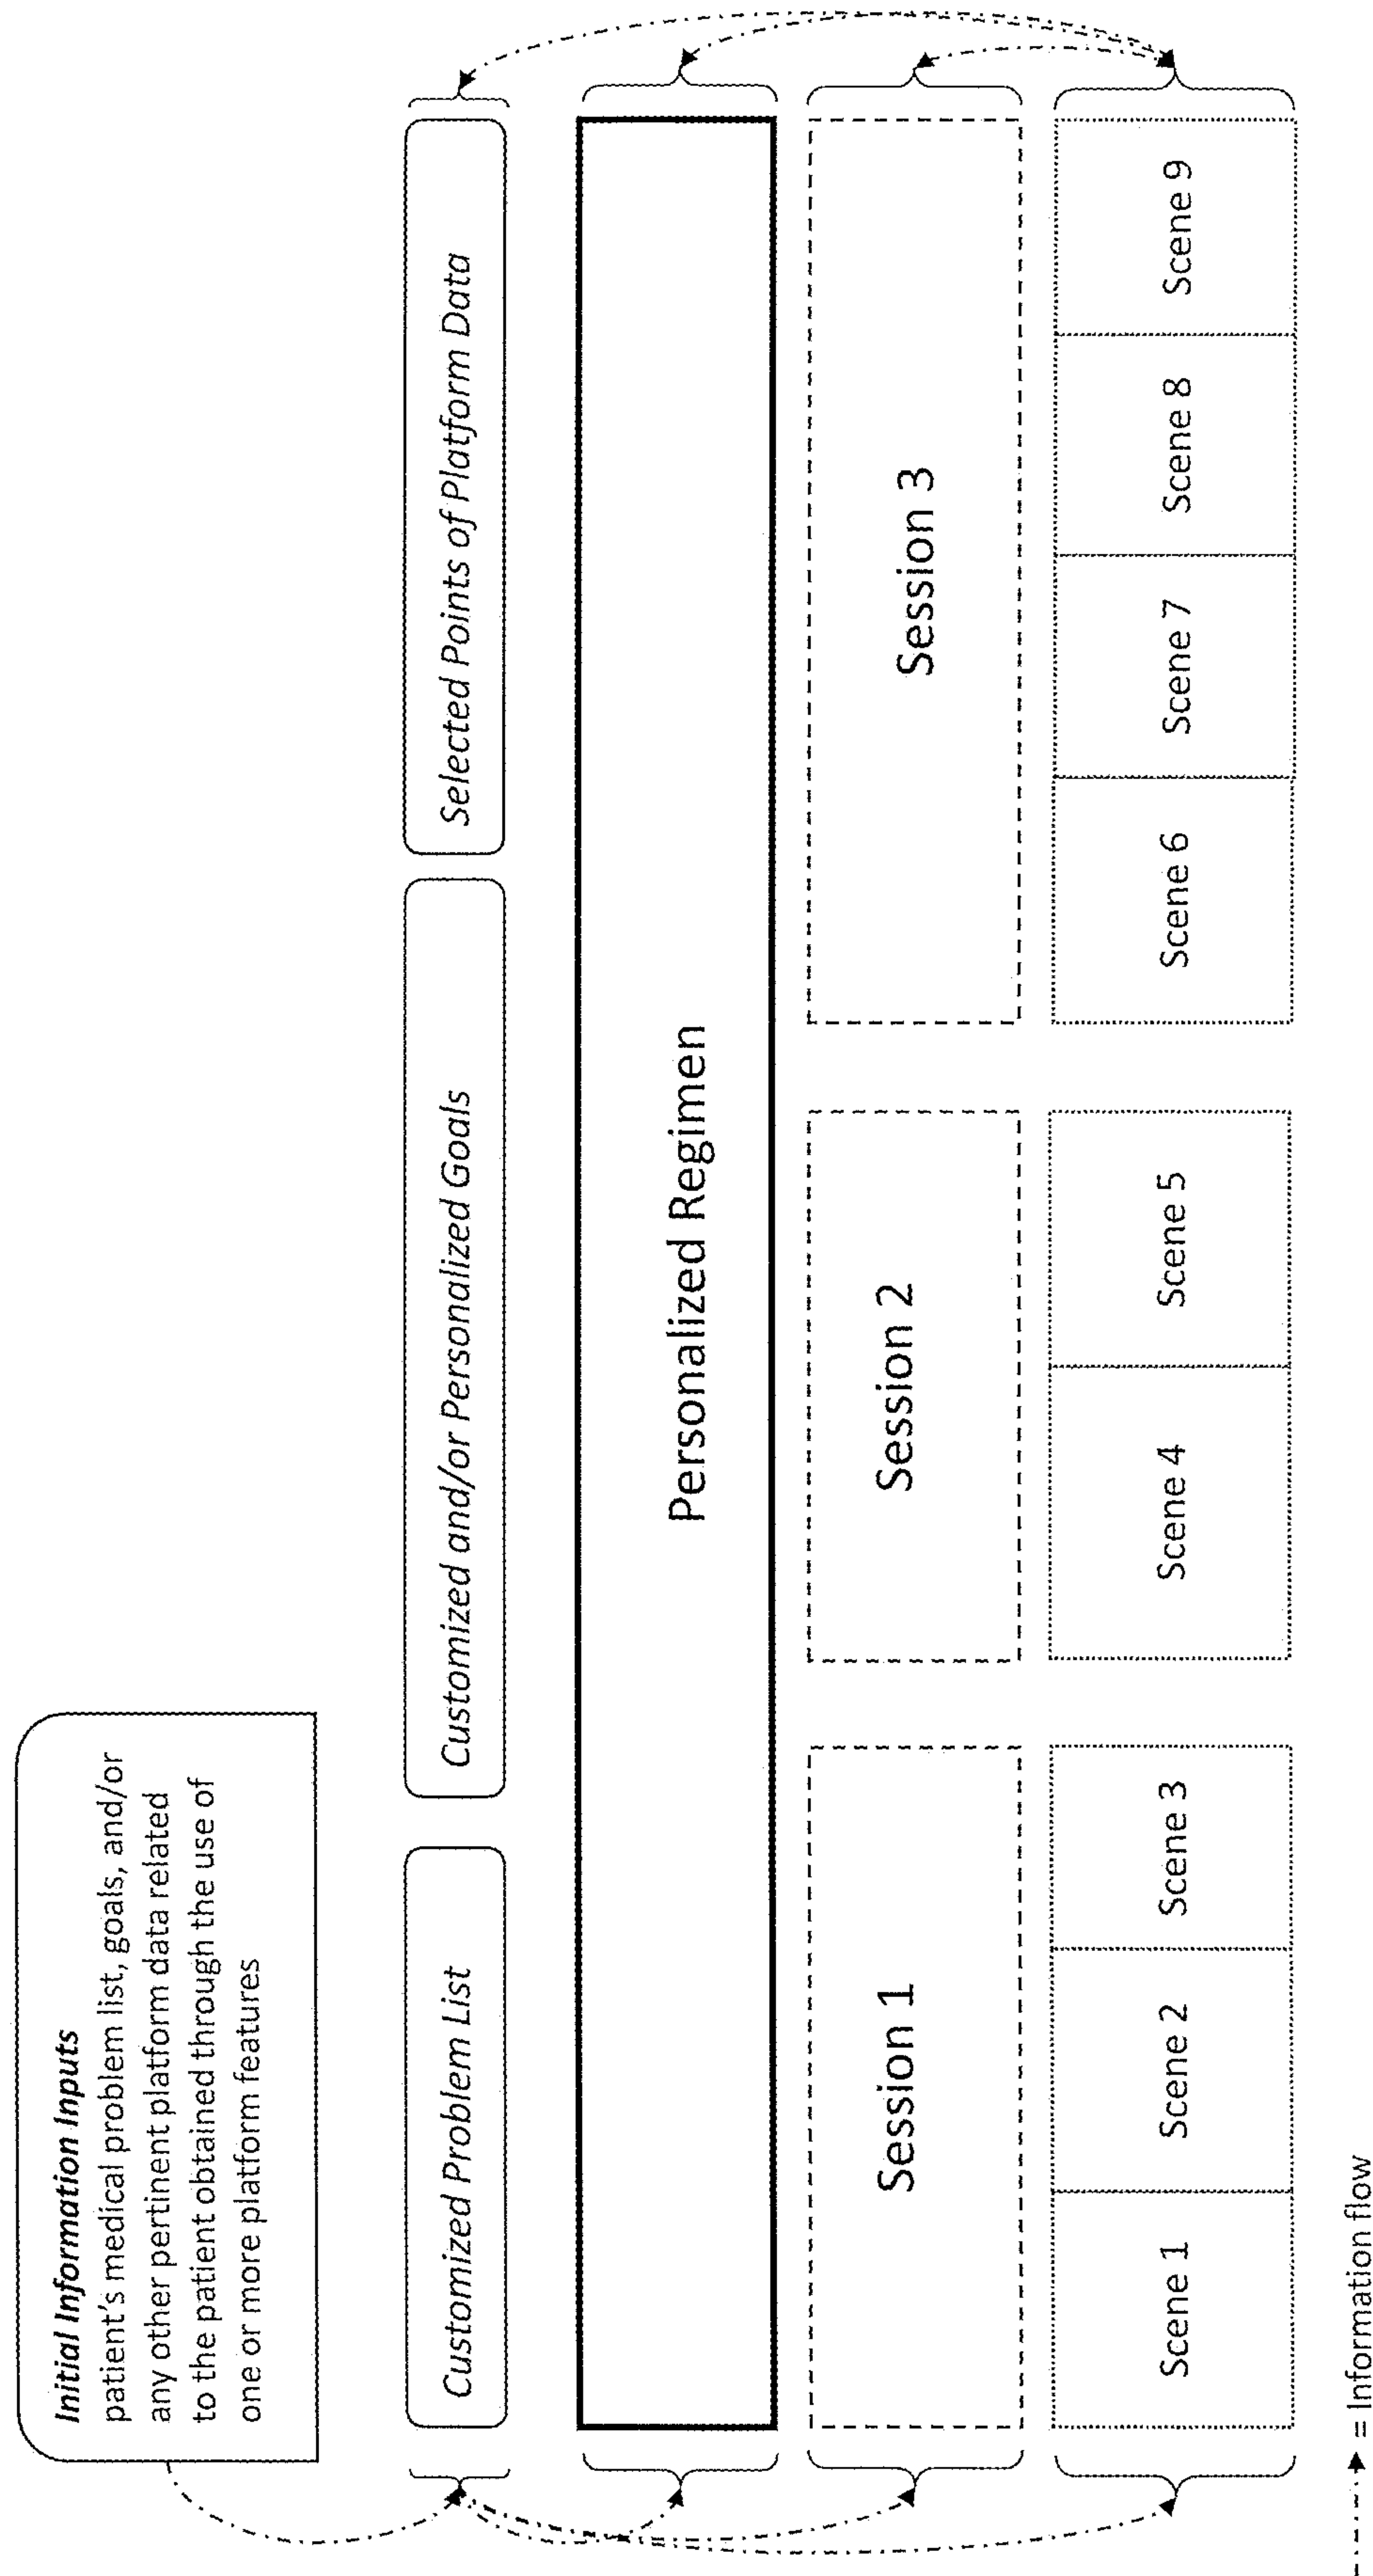 Initial Information Inputs
patient's medical problem list, goals, and/or
any other pertinent platform data related
to the patient obtained through the use of
one or more platform features
Customized Problem List
Customized and/or Personalized Goals
Selected Points of Platform Data
Personalized Regimen
Session 1
Session 2
Session 3
Scene 1
Scene 2
Scene 3
Scene 4
Scene 5
Scene 6
Scene 7
Scene 8
Scene 9
= Information flow